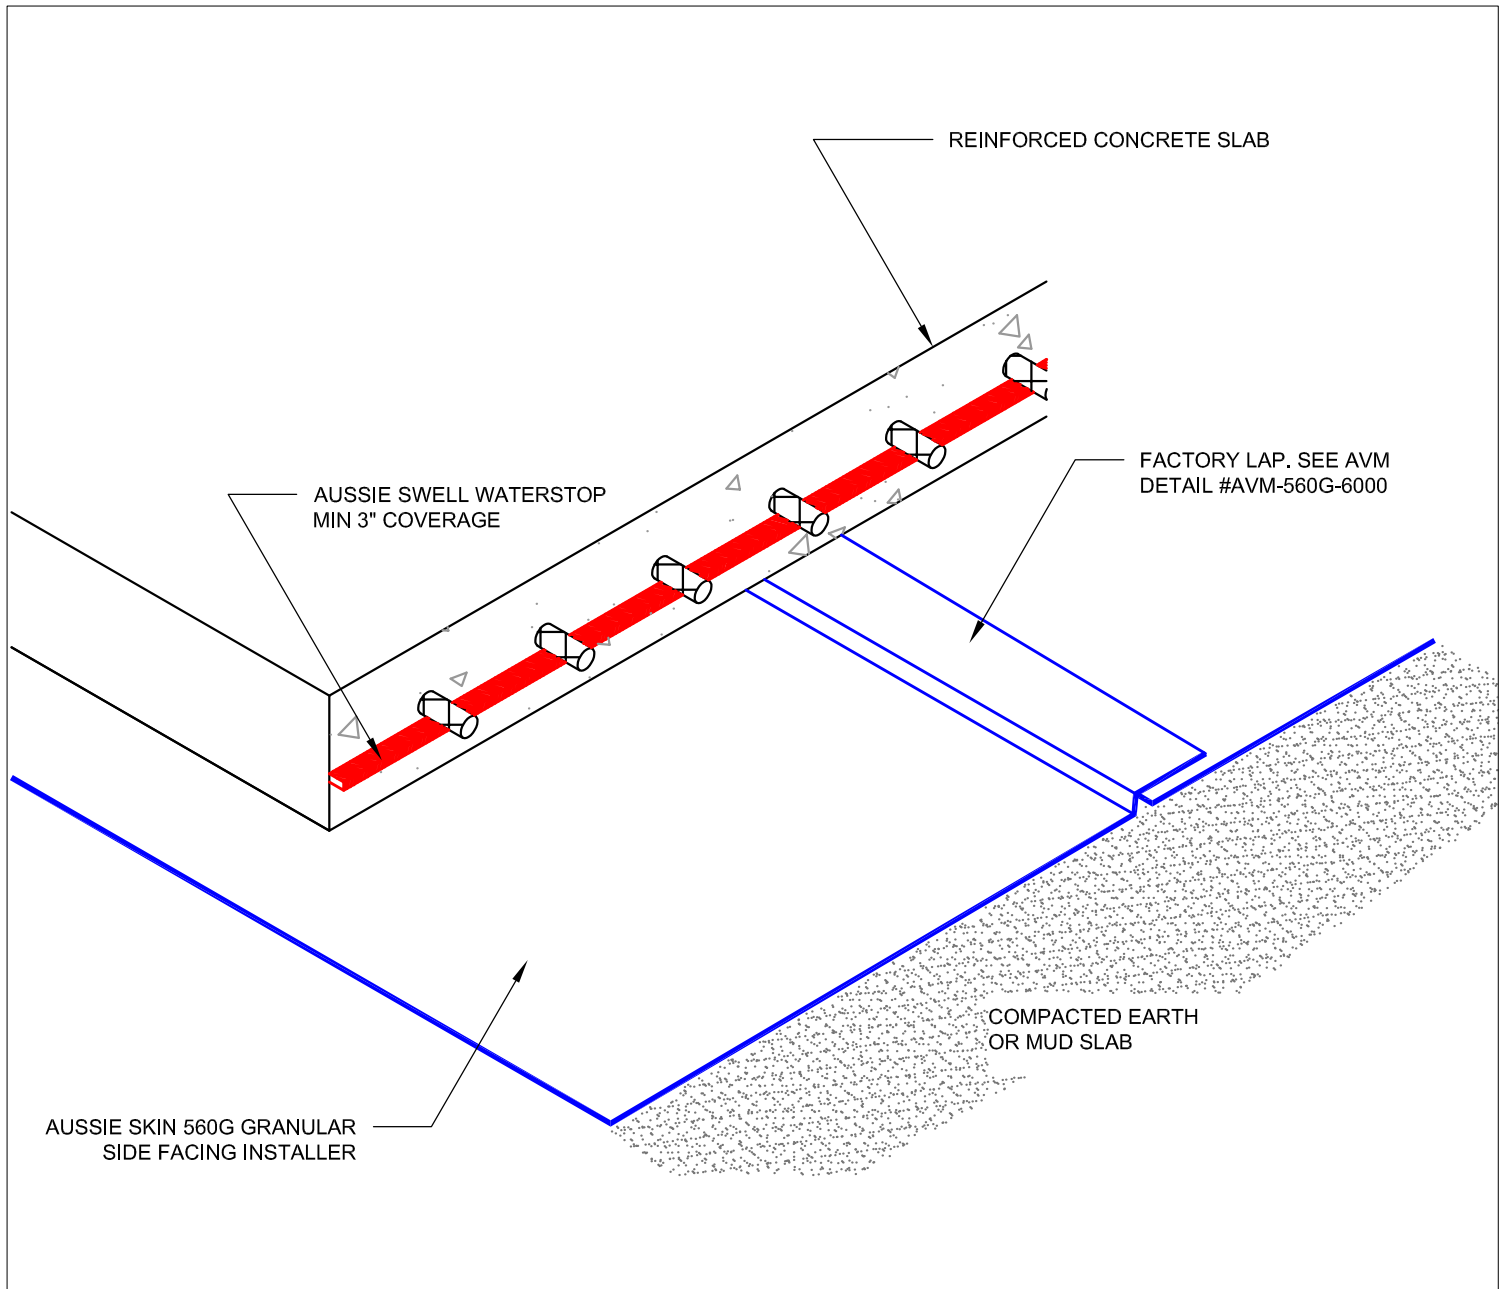 REINFORCED CONCRETE SLAB
FACTORY LAP. SEE AVM
DETAIL #AVM-560G-6000
AUSSIE SWELL WATERSTOP
MIN 3" COVERAGE
COMPACTED EARTH
OR MUD SLAB
AUSSIE SKIN 560G GRANULAR
SIDE FACING INSTALLER